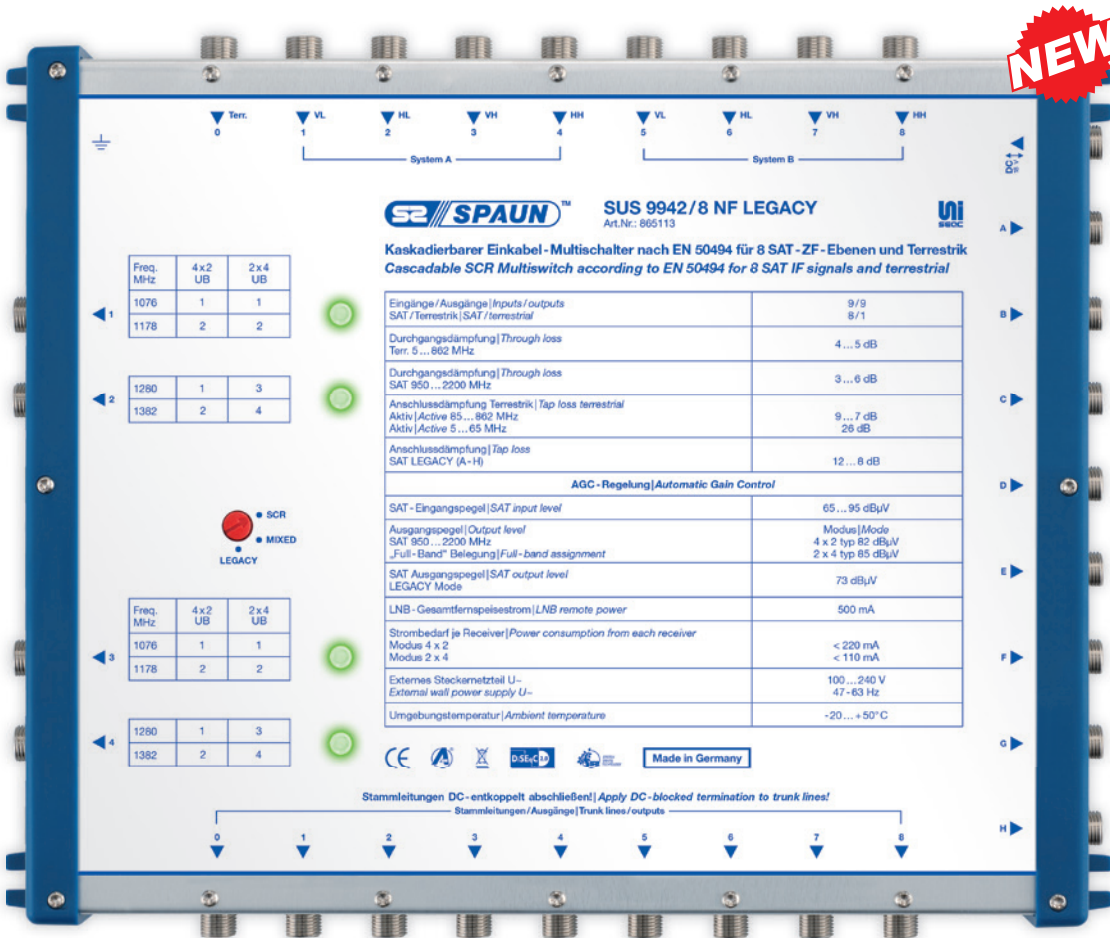 NEW
Terr. VL HL VH HH VL HL VH HH
0 1 2 3 4 5 6 7 8
System A System B
DC
18 V
SPAUN™
SUS 9942/8 NF LEGACY
Art.Nr.: 865113
Kaskadierbarer Einkabel-Multischalter nach EN 50494 für 8 SAT-ZF-Ebenen und Terrestrik
Cascadable SCR Multiswitch according to EN 50494 for 8 SAT IF signals and terrestrial
Eingänge/Ausgänge|Inputs/outputs 9/9
SAT/Terrestrik|SAT/terrestrial 8/1
Durchgangsdämpfung|Through loss
Terr. 5...862 MHz 4...5 dB
Durchgangsdämpfung|Through loss
SAT 950...2200 MHz 3...6 dB
Anschlussdämpfung Terrestrik|Tap loss terrestrial
Aktiv|Active 85...862 MHz 9...7 dB
Aktiv|Active 5...65 MHz 26 dB
Anschlussdämpfung|Tap loss
SAT LEGACY (A-H) 12...8 dB
AGC-Regelung|Automatic Gain Control
SAT-Eingangspegel|SAT input level 65...95 dBµV
Ausgangspegel|Output level Modus|Mode
SAT 950...2200 MHz 4 x 2 typ 82 dBµV
„Full-Band" Belegung|Full-band assignment 2 x 4 typ 85 dBµV
SAT Ausgangspegel|SAT output level
LEGACY Mode 73 dBµV
LNB-Gesamtfernspeisestrom|LNB remote power 500 mA
Strombedarf je Receiver|Power consumption from each receiver
Modus 4 x 2 < 220 mA
Modus 2 x 4 < 110 mA
Externes Steckernetzteil U~ 100...240 V
External wall power supply U~ 47-63 Hz
Umgebungstemperatur|Ambient temperature -20...+50°C
CE
DiSEqC 2.0
Made in Germany
Freq. 4x2 2x4
MHz UB UB
1076 1 1
1178 2 2
1
1280 1 3
1382 2 4
2
SCR
MIXED
LEGACY
Freq. 4x2 2x4
MHz UB UB
1076 1 1
1178 2 2
3
1280 1 3
1382 2 4
4
A
B
C
D
E
F
G
H
Stammleitungen DC-entkoppelt abschließen!|Apply DC-blocked termination to trunk lines!
Stammleitungen/Ausgänge|Trunk lines/outputs
0 1 2 3 4 5 6 7 8